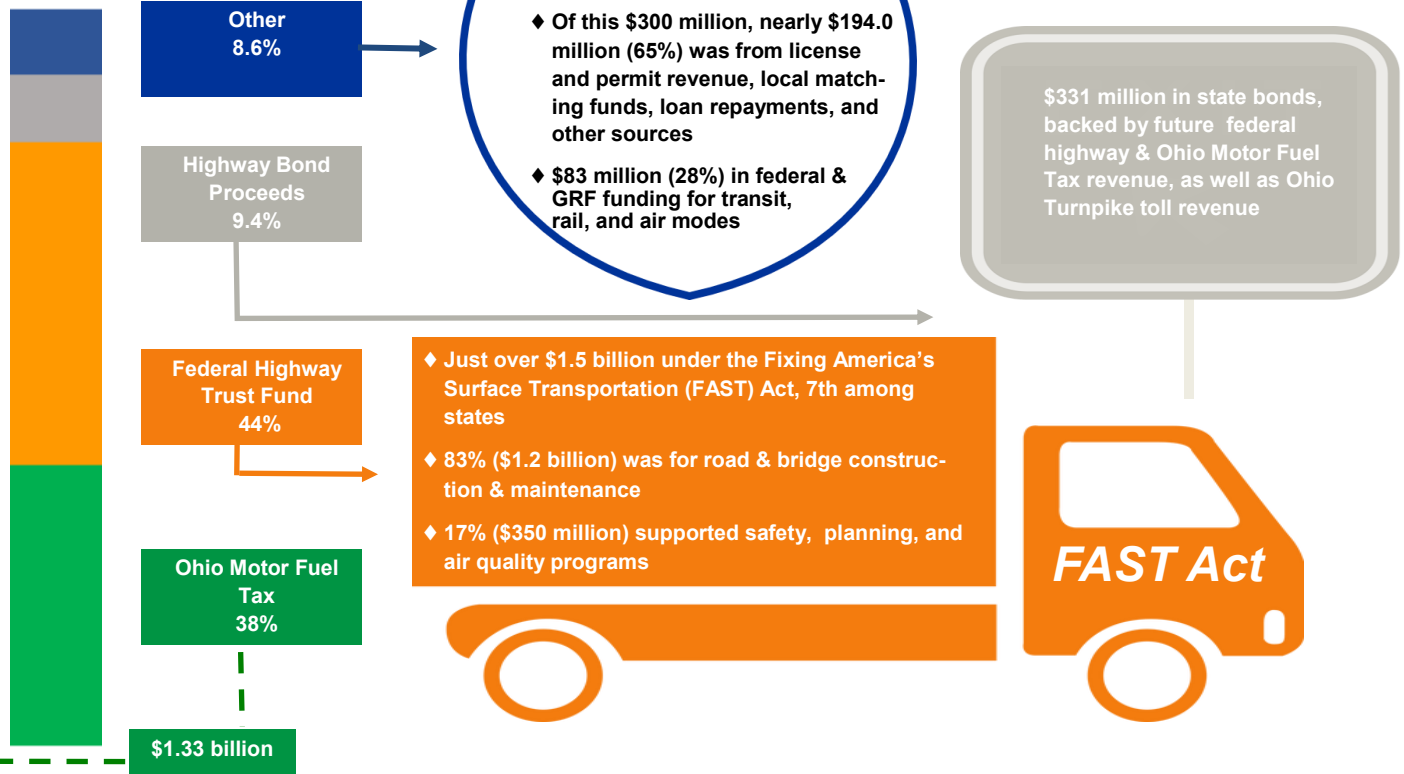 Other
8.6%
♦ Of this $300 million, nearly $194.0
million (65%) was from license
and permit revenue, local match-
ing funds, loan repayments, and
other sources
♦ $83 million (28%) in federal &
GRF funding for transit,
rail, and air modes
$331 million in state bonds,
backed by future federal
highway & Ohio Motor Fuel
Tax revenue, as well as Ohio
Turnpike toll revenue
Highway Bond
Proceeds
9.4%
Federal Highway
Trust Fund
44%
♦ Just over $1.5 billion under the Fixing America’s
Surface Transportation (FAST) Act, 7th among
states
♦ 83% ($1.2 billion) was for road & bridge construc-
tion & maintenance
♦ 17% ($350 million) supported safety, planning, and
air quality programs
FAST Act
Ohio Motor Fuel
Tax
38%
$1.33 billion